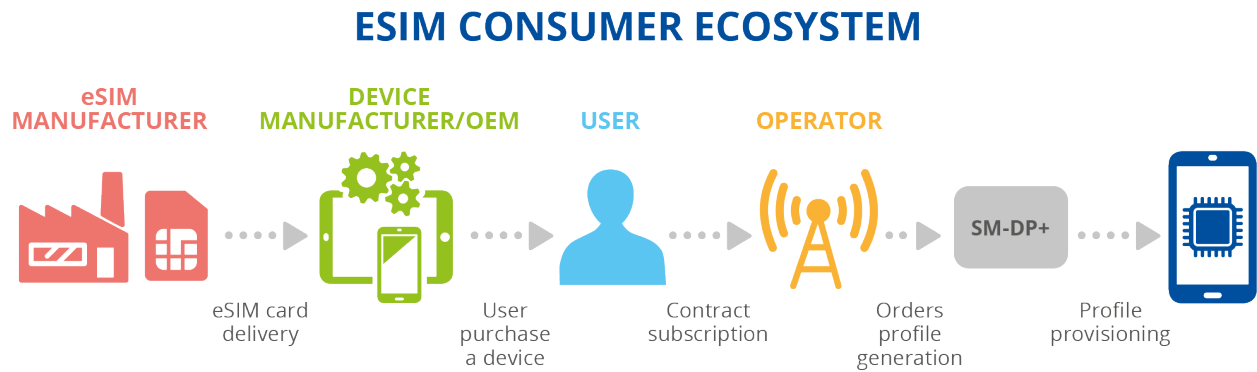 ESIM CONSUMER ECOSYSTEM
eSIM
MANUFACTURER
DEVICE
MANUFACTURER/OEM
USER
OPERATOR
SM-DP+
eSIM card
delivery
User
purchase
a device
Contract
subscription
Orders
profile
generation
Profile
provisioning